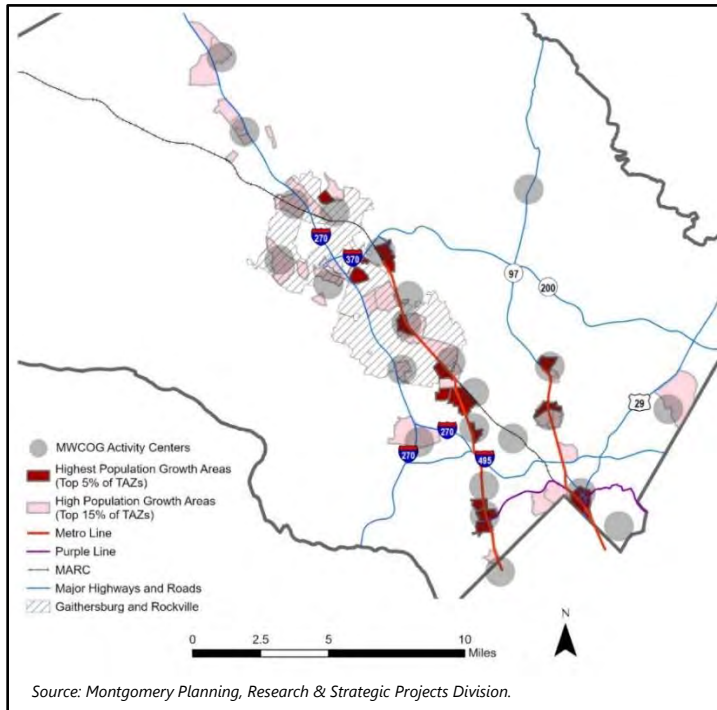 270
370
97
200
29
270
270
495
MWCOG Activity Centers
Highest Population Growth Areas
(Top 5% of TAZs)
High Population Growth Areas
(Top 15% of TAZs)
Metro Line
Purple Line
MARC
Major Highways and Roads
Gaithersburg and Rockville
N
0 2.5 5 10
Miles
Source: Montgomery Planning, Research & Strategic Projects Division.